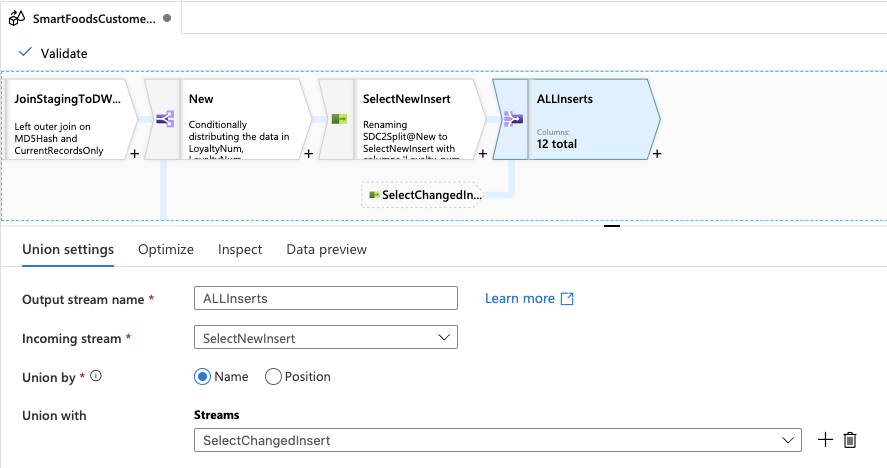 SmartFoodsCustome...
Validate
JoinStagingToDW...
Left outer join on
MD5Hash and
CurrentRecordsOnly
New
Conditionally
distributing the data in
LoyaltyNum,
LoyaltyNum
SelectNewInsert
Renaming
SDC2Split@New to
SelectNewInsert with
columns 'Loyalty_num
ALLInserts
Columns:
12 total
SelectChangedIn...
Union settings
Optimize
Inspect
Data preview
Output stream name *
ALLInserts
Learn more
Incoming stream *
SelectNewInsert
Union by *
Name
Position
Union with
Streams
SelectChangedInsert